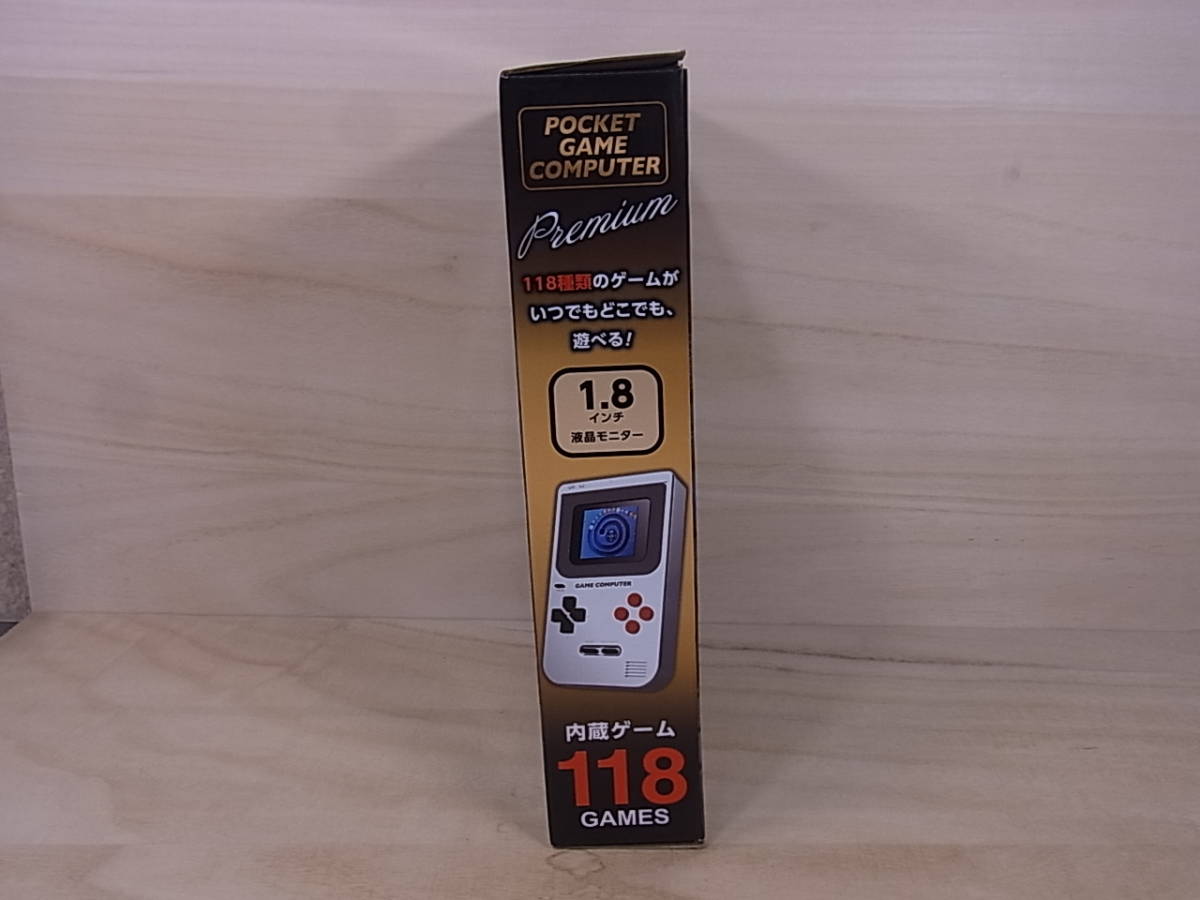 POCKET
GAME
COMPUTER
Premium
118種類のゲームが
いつでもどこでも、
遊べる!
1.8
インチ
液晶モニター
GAME COMPUTER
内蔵ゲーム
118
GAMES